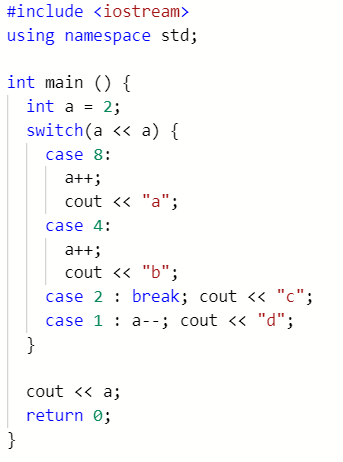 #include <iostream>
using namespace std;

int main () {
  int a = 2;
  switch(a << a) {
    case 8:
      a++;
      cout << "a";
    case 4:
      a++;
      cout << "b";
    case 2 : break; cout << "c";
    case 1 : a--; cout << "d";
  }

  cout << a;
  return 0;
}